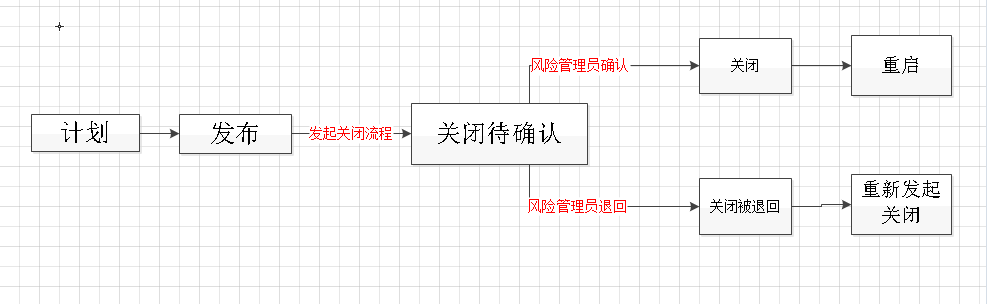 计划
发布
发起关闭流程
关闭待确认
风险管理员确认
关闭
重启
风险管理员退回
关闭被退回
重新发起
关闭